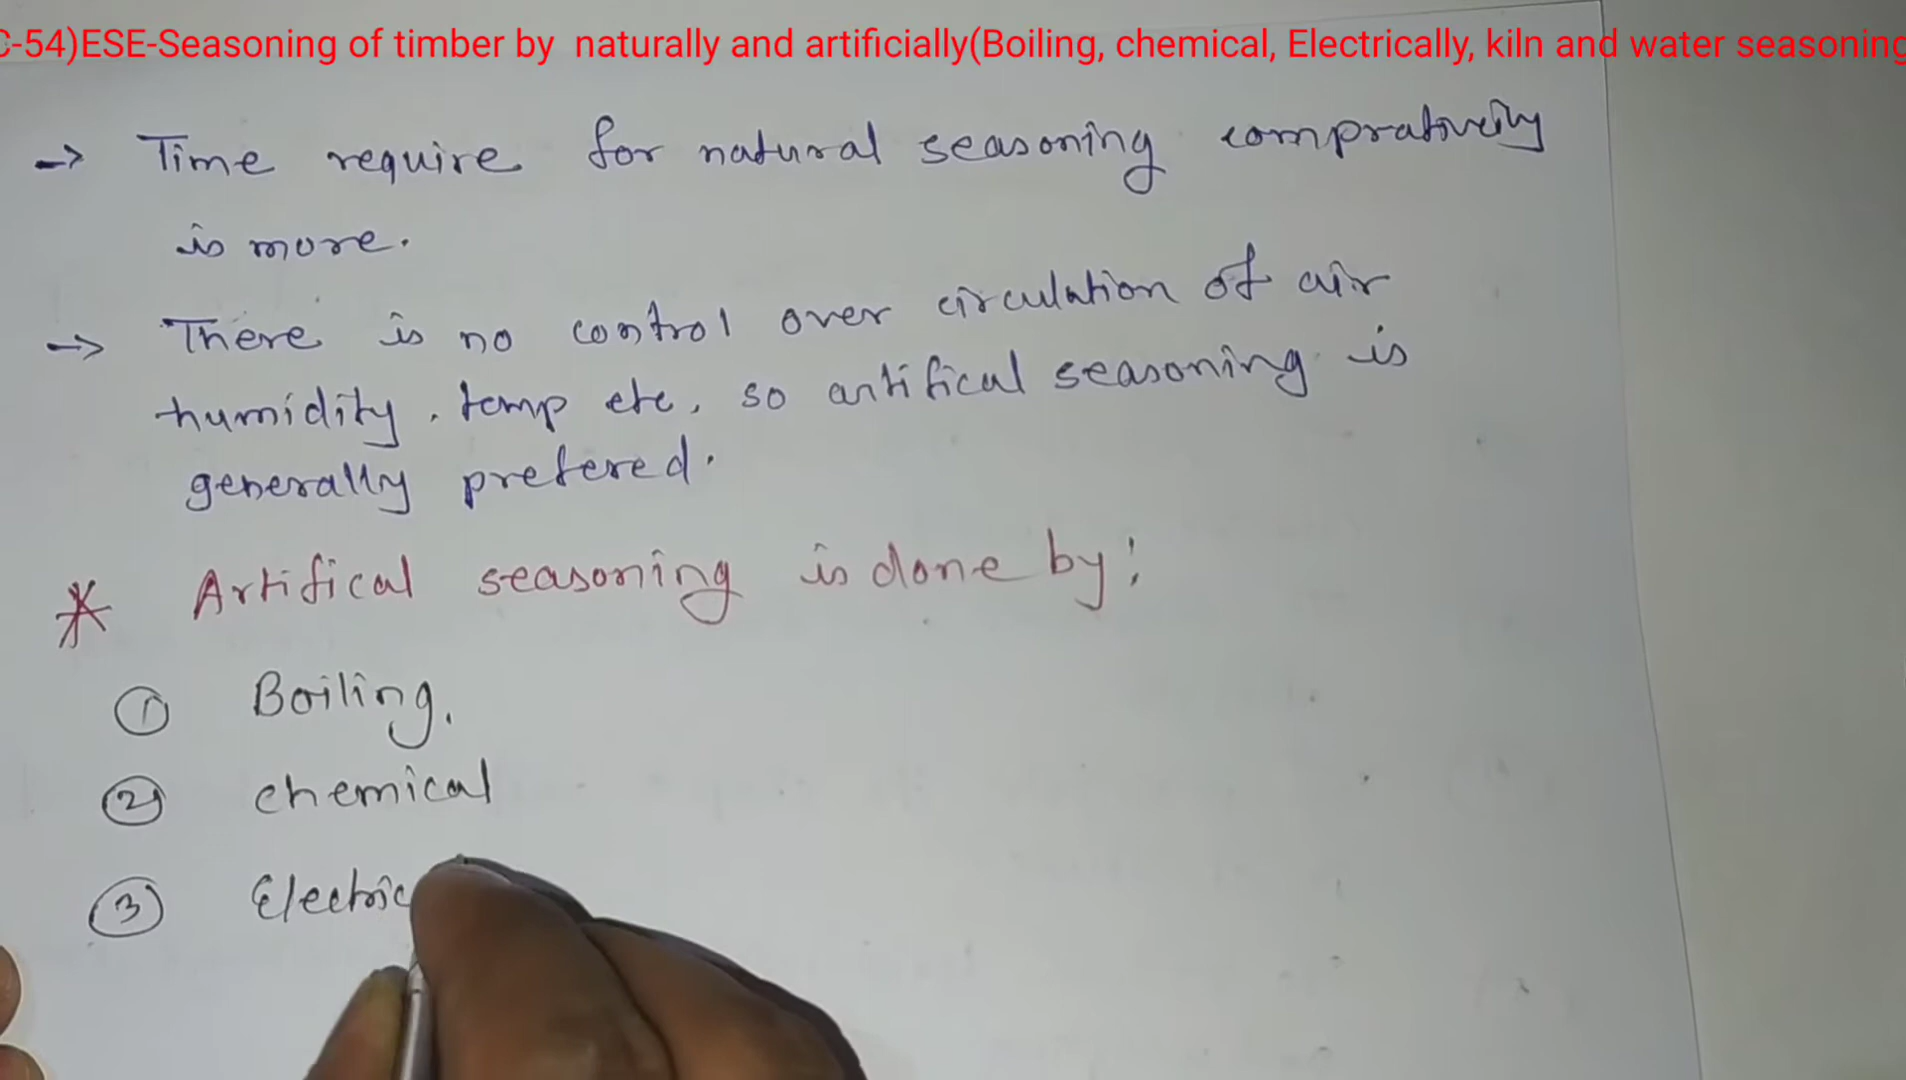 C-54)ESE-Seasoning of timber by naturally and artificially(Boiling, chemical, Electrically, kiln and water seasoning
→ Time require for natural seasoning compratively
is more.
→ There is no control over circulation of air
humidity, temp etc, so artifical seasoning is
generally prefered.
* Artifical seasoning is done by:
① Boiling.
② chemical
③ Electric